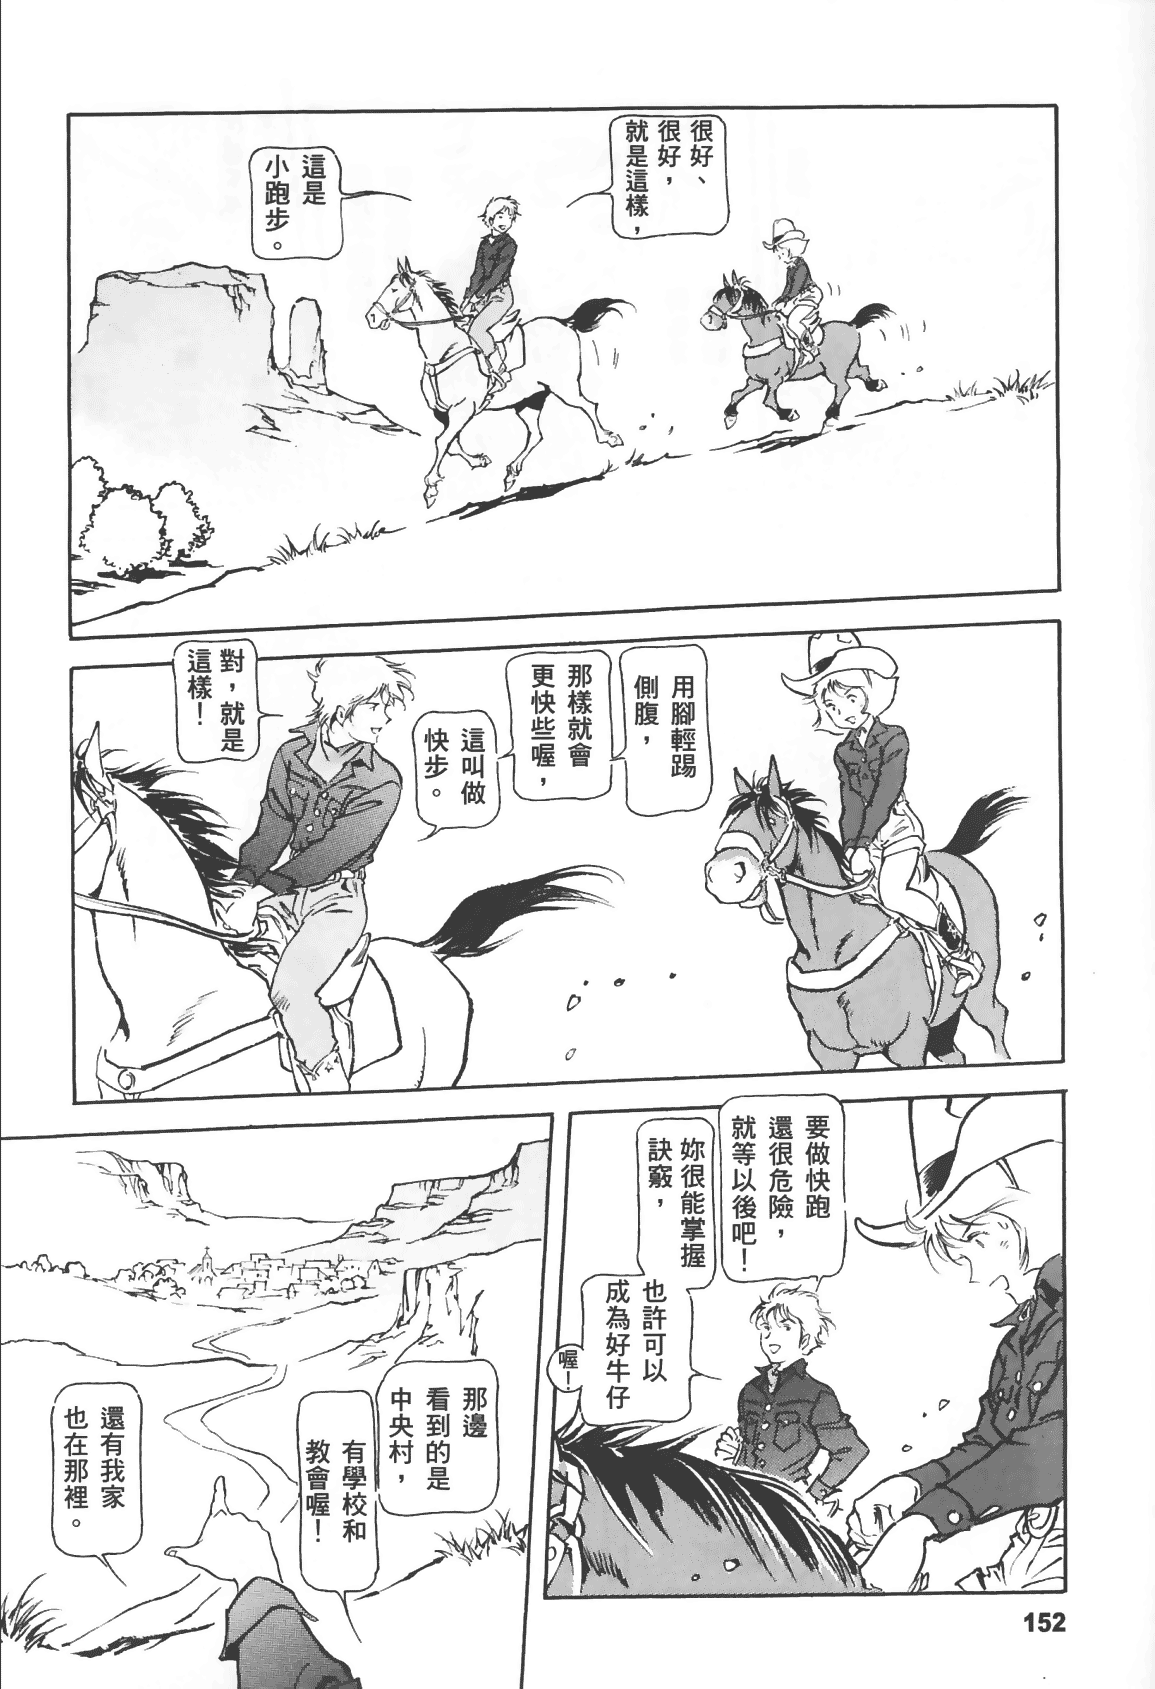 很好、
很好，
就是這樣，
這是
小跑步。
用腳輕踢
側腹，
那樣就會
更快些喔，
這叫做
快步。
對，就是
這樣！
要做快跑
還很危險，
就等以後吧！
妳很能掌握
訣竅，
也許可以
成為好牛仔
喔！
那邊
看到的是
中央村，
有學校和
教會喔！
還有我家
也在那裡。
152